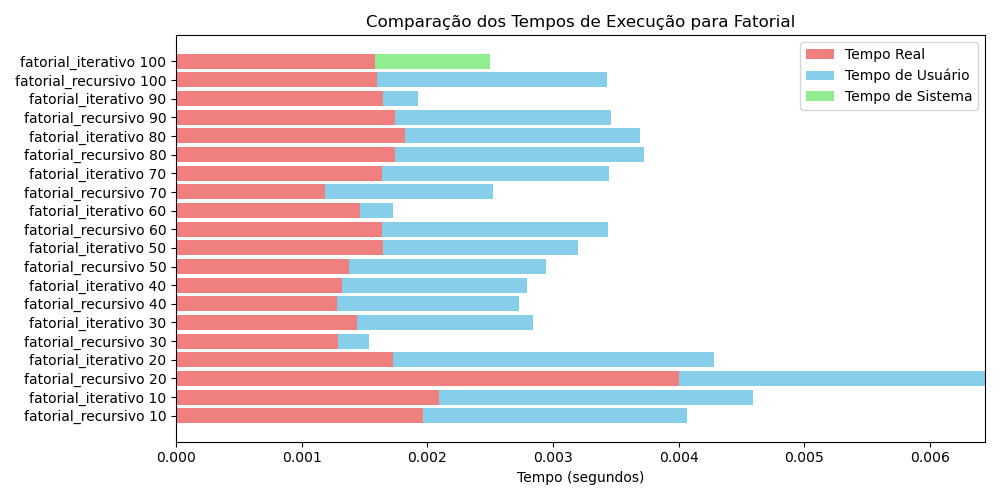 Comparação dos Tempos de Execução para Fatorial
Tempo Real
Tempo de Usuário
Tempo de Sistema
fatorial_iterativo 100
fatorial_recursivo 100
fatorial_iterativo 90
fatorial_recursivo 90
fatorial_iterativo 80
fatorial_recursivo 80
fatorial_iterativo 70
fatorial_recursivo 70
fatorial_iterativo 60
fatorial_recursivo 60
fatorial_iterativo 50
fatorial_recursivo 50
fatorial_iterativo 40
fatorial_recursivo 40
fatorial_iterativo 30
fatorial_recursivo 30
fatorial_iterativo 20
fatorial_recursivo 20
fatorial_iterativo 10
fatorial_recursivo 10
0.000 0.001 0.002 0.003 0.004 0.005 0.006
Tempo (segundos)